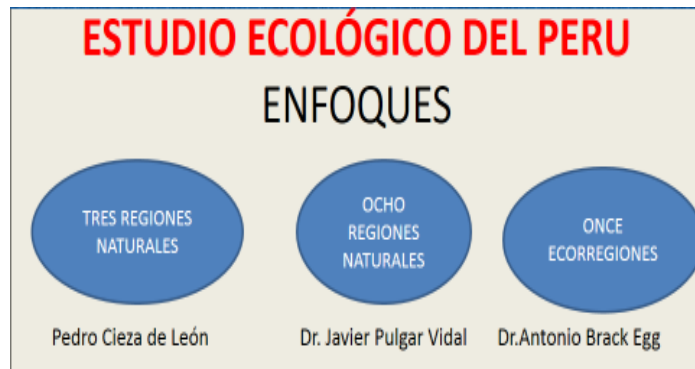 ESTUDIO ECOLÓGICO DEL PERU
ENFOQUES
TRES REGIONES
NATURALES
OCHO
REGIONES
NATURALES
ONCE
ECORREGIONES
Pedro Cieza de León
Dr. Javier Pulgar Vidal
Dr.Antonio Brack Egg